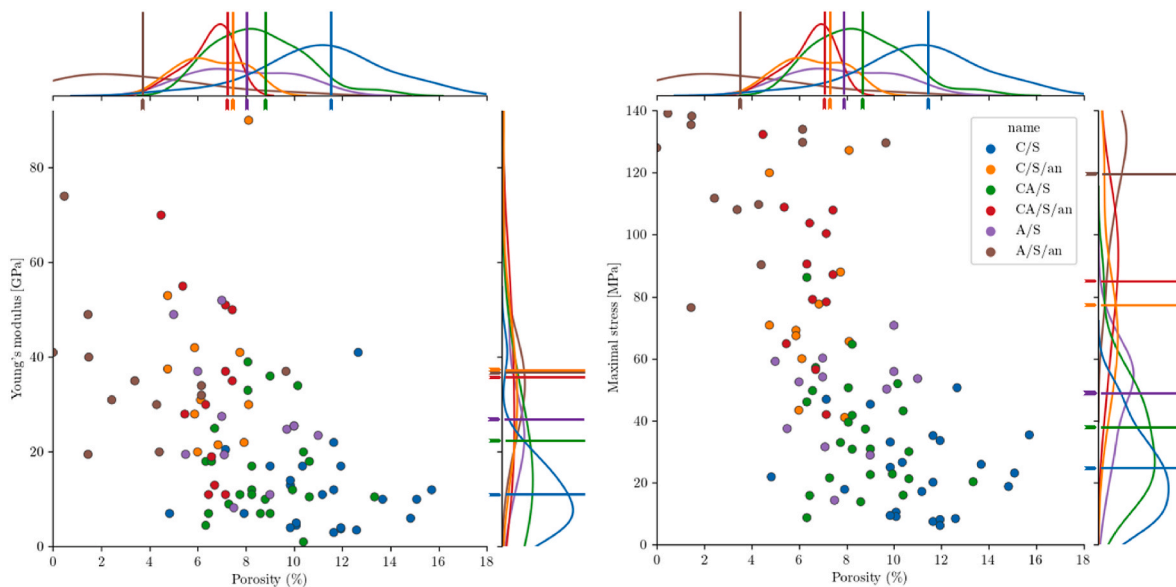 Young's modulus [GPa]
80
60
40
20
0
0 2 4 6 8 10 12 14 16 18
Porosity (%)
Maximal stress [MPa]
140
120
100
80
60
40
20
0
0 2 4 6 8 10 12 14 16 18
Porosity (%)
name
C/S
C/S/an
CA/S
CA/S/an
A/S
A/S/an